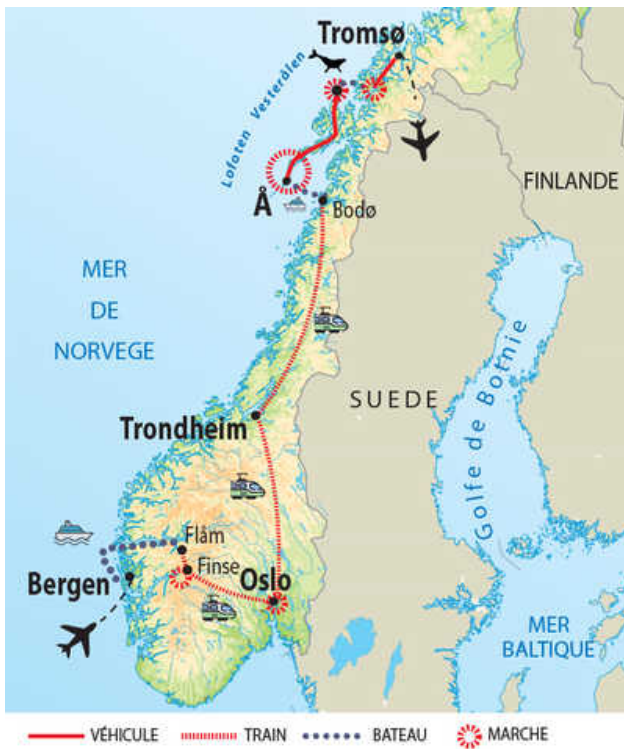 Tromsø
Lofoten Vesterålen
FINLANDE
Å
Bodø
MER
DE
NORVEGE
SUEDE
Golfe de Botnie
Trondheim
Flåm
Finse
Bergen
Oslo
MER
BALTIQUE
VÉHICULE TRAIN BATEAU MARCHE